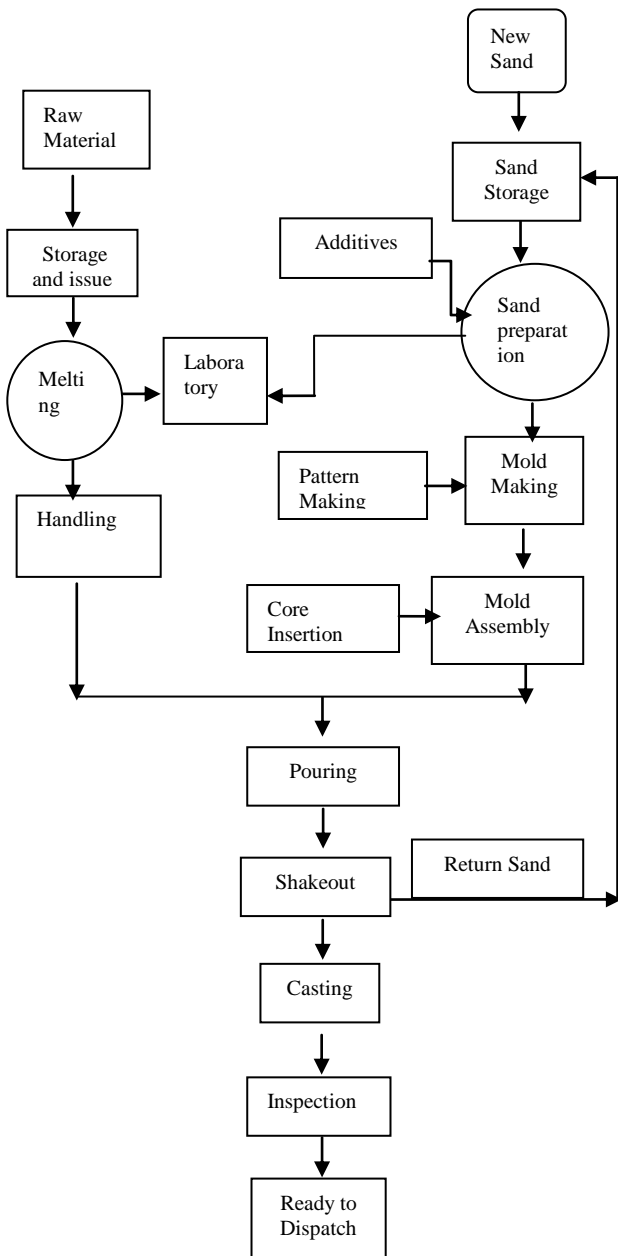 New
Sand
Raw
Material
Sand
Storage
Additives
Storage
and issue
Sand
preparat
ion
Labora
tory
Melti
ng
Mold
Making
Pattern
Making
Handling
Mold
Assembly
Core
Insertion
Pouring
Return Sand
Shakeout
Casting
Inspection
Ready to
Dispatch